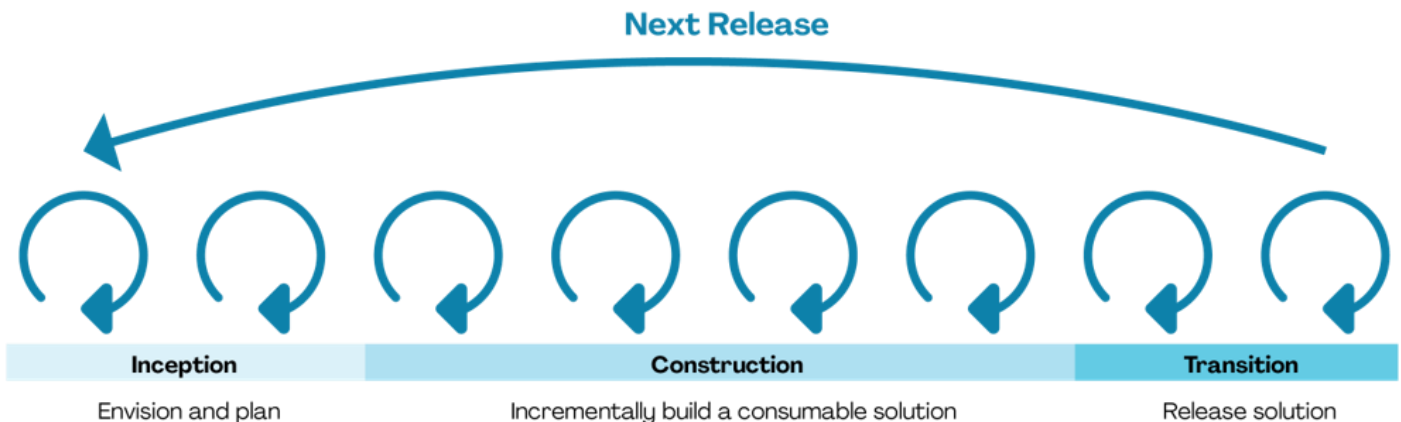 Next Release
Inception
Construction
Transition
Envision and plan
Incrementally build a consumable solution
Release solution